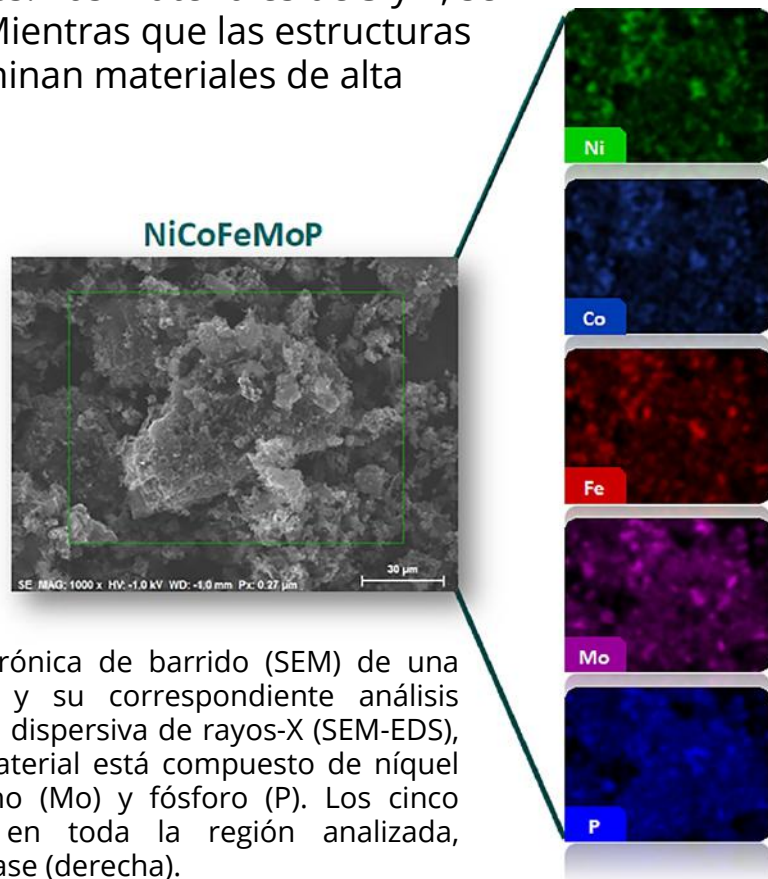 Mientras que las estructuras
minan materiales de alta
NiCoFeMoP
SE MAG: 1000 x HV: -1,0 kV WD: -1,0 mm Px: 0.27 µm
30 µm
Ni
Co
Fe
Mo
P
rónica de barrido (SEM) de una
y su correspondiente análisis
dispersiva de rayos-X (SEM-EDS),
aterial está compuesto de níquel
no (Mo) y fósforo (P). Los cinco
en toda la región analizada,
ase (derecha).